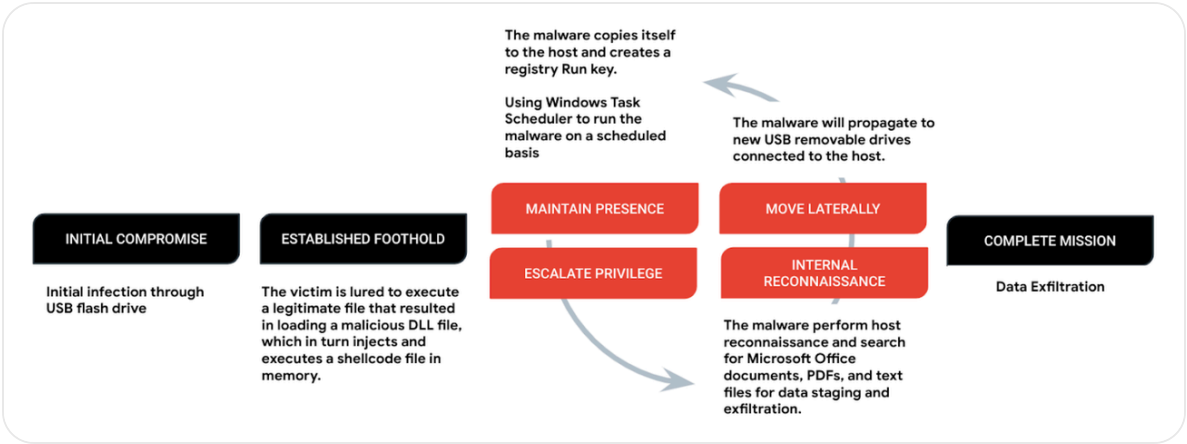 The malware copies itself
to the host and creates a
registry Run key.
Using Windows Task
Scheduler to run the
malware on a scheduled
basis
The malware will propagate to
new USB removable drives
connected to the host.
MAINTAIN PRESENCE
MOVE LATERALLY
INITIAL COMPROMISE
ESTABLISHED FOOTHOLD
COMPLETE MISSION
ESCALATE PRIVILEGE
INTERNAL
RECONNAISSANCE
Initial infection through
USB flash drive
The victim is lured to execute
a legitimate file that resulted
in loading a malicious DLL file,
which in turn injects and
executes a shellcode file in
memory.
Data Exfiltration
The malware perform host
reconnaissance and search
for Microsoft Office
documents, PDFs, and text
files for data staging and
exfiltration.